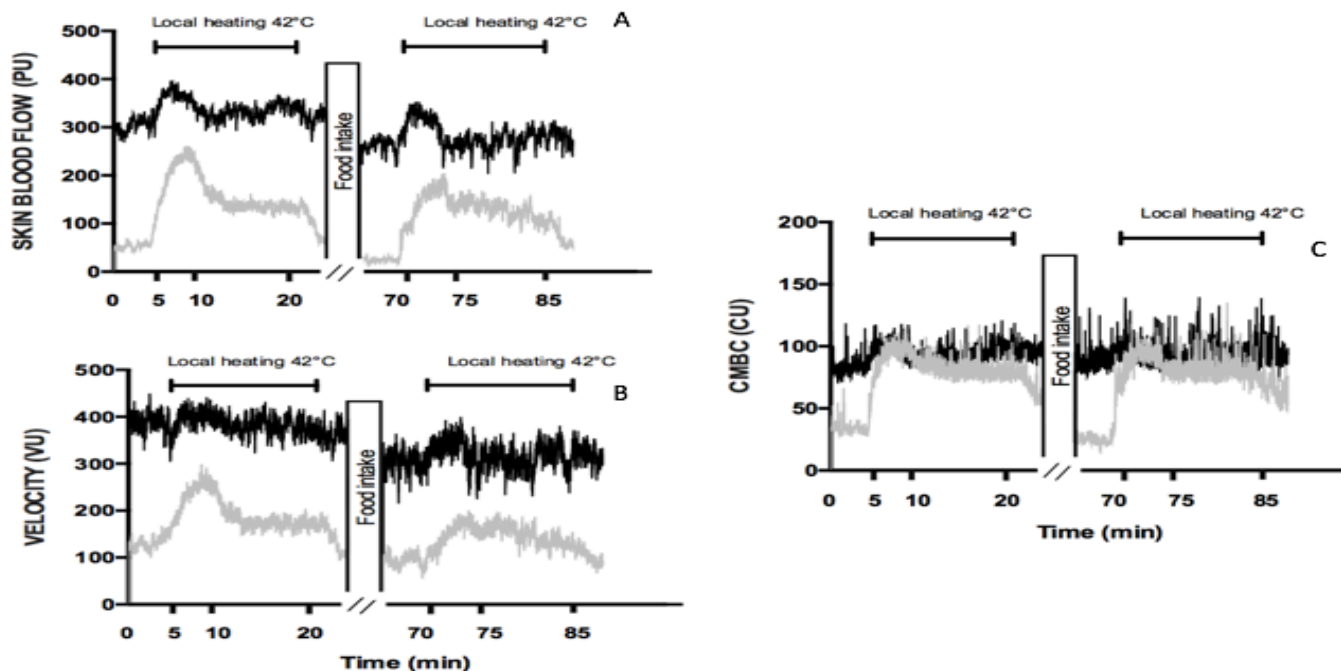 A
Local heating 42°C
Local heating 42°C
SKIN BLOOD FLOW (PU)
500
400
300
200
100
0
Food intake
0 5 10 20 70 75 85
B
Local heating 42°C
Local heating 42°C
VELOCITY (VU)
500
400
300
200
100
0
Food intake
0 5 10 20 70 75 85
Time (min)
C
Local heating 42°C
Local heating 42°C
CMBC (CU)
200
150
100
50
0
Food intake
0 5 10 20 70 75 85
Time (min)